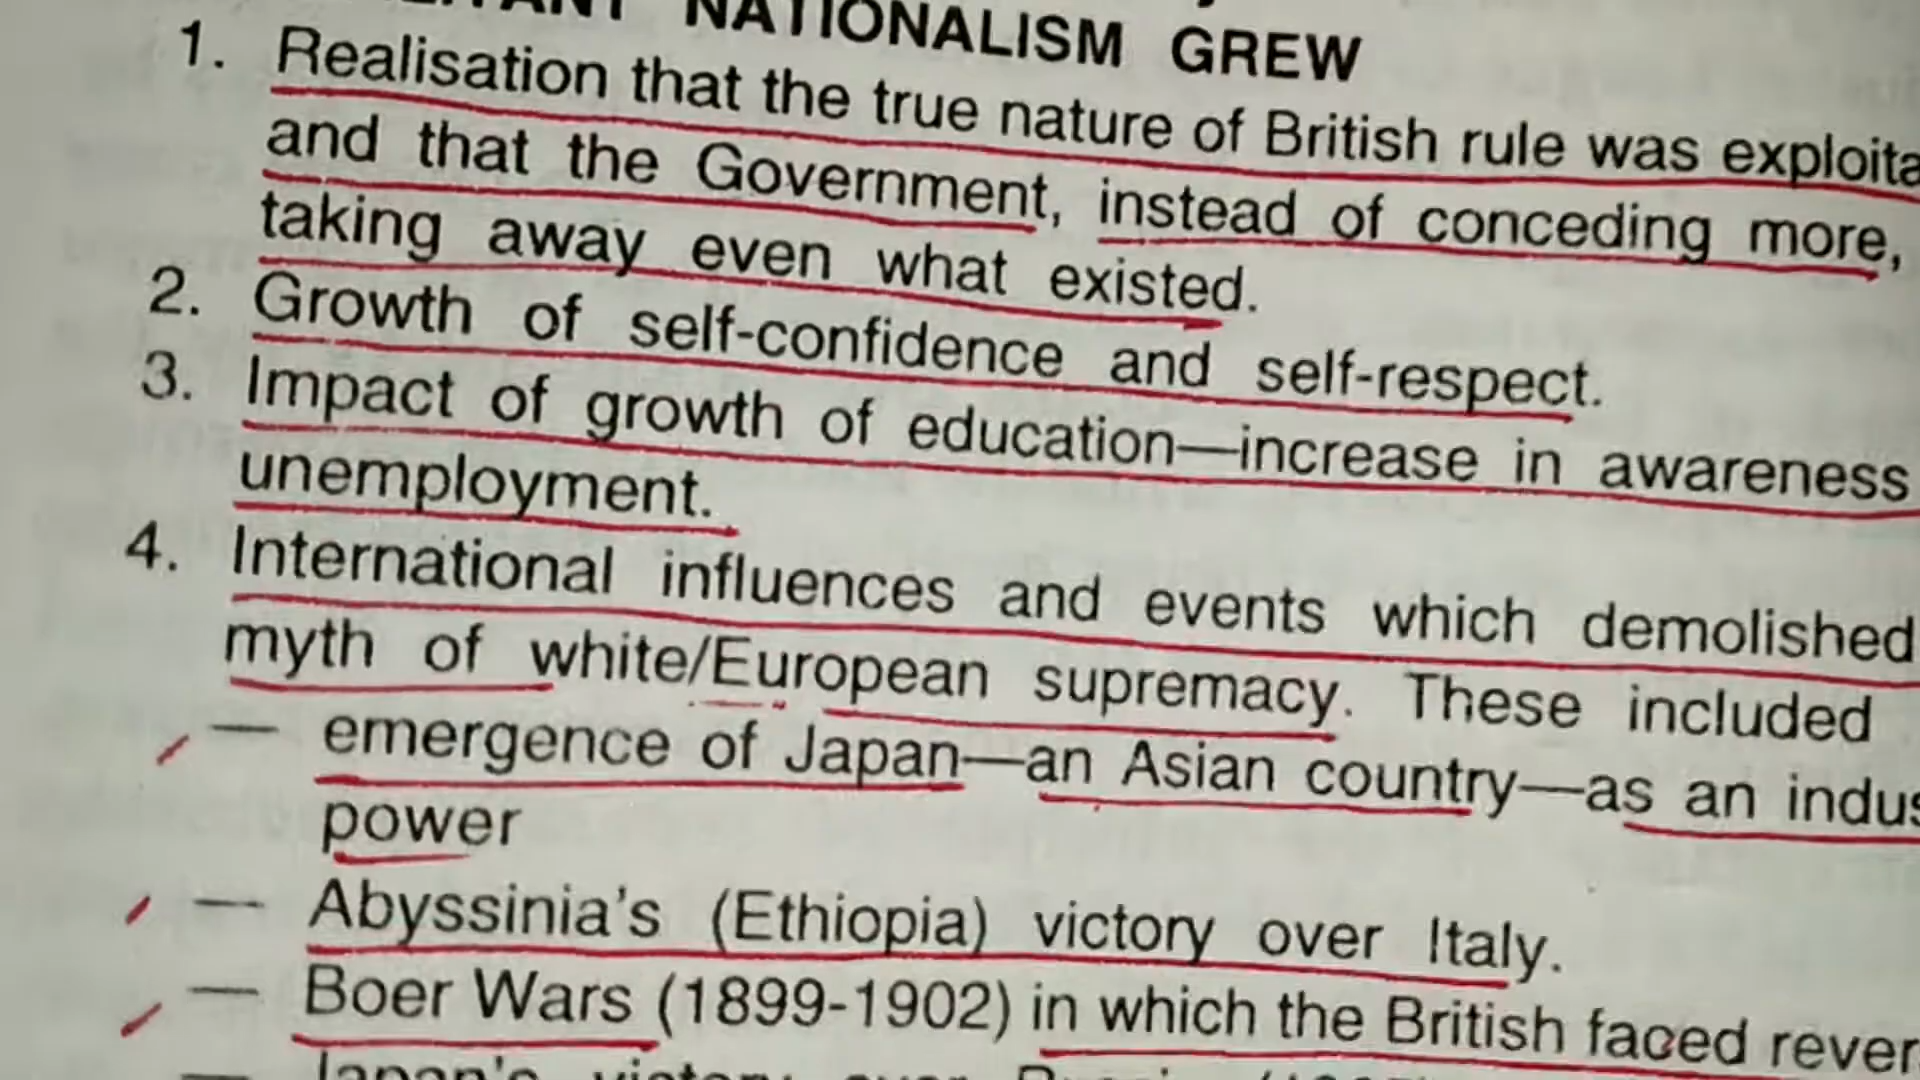 NATIONALISM GREW
1. Realisation that the true nature of British rule was
and that the Government, instead of conceding more,
taking away even what existed.
2. Growth of self-confidence and self-respect.
3. Impact of growth of education—increase in awareness
unemployment.
4. International influences and events which demolished
myth of white/European supremacy. These included
— emergence of Japan—an Asian country—as an
power
— Abyssinia's (Ethiopia) victory over Italy.
— Boer Wars (1899-1902) in which the British faced
— Japan's victory over